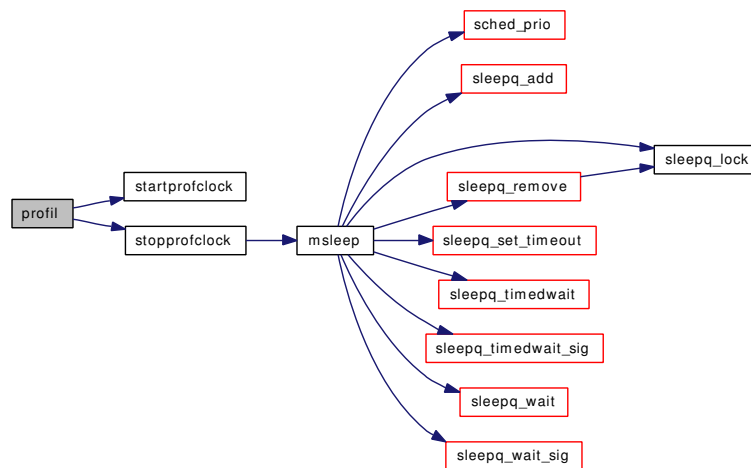 sched_prio
sleepq_add
sleepq_lock
startprofclock
sleepq_remove
profil
stopprofclock
msleep
sleepq_set_timeout
sleepq_timedwait
sleepq_timedwait_sig
sleepq_wait
sleepq_wait_sig